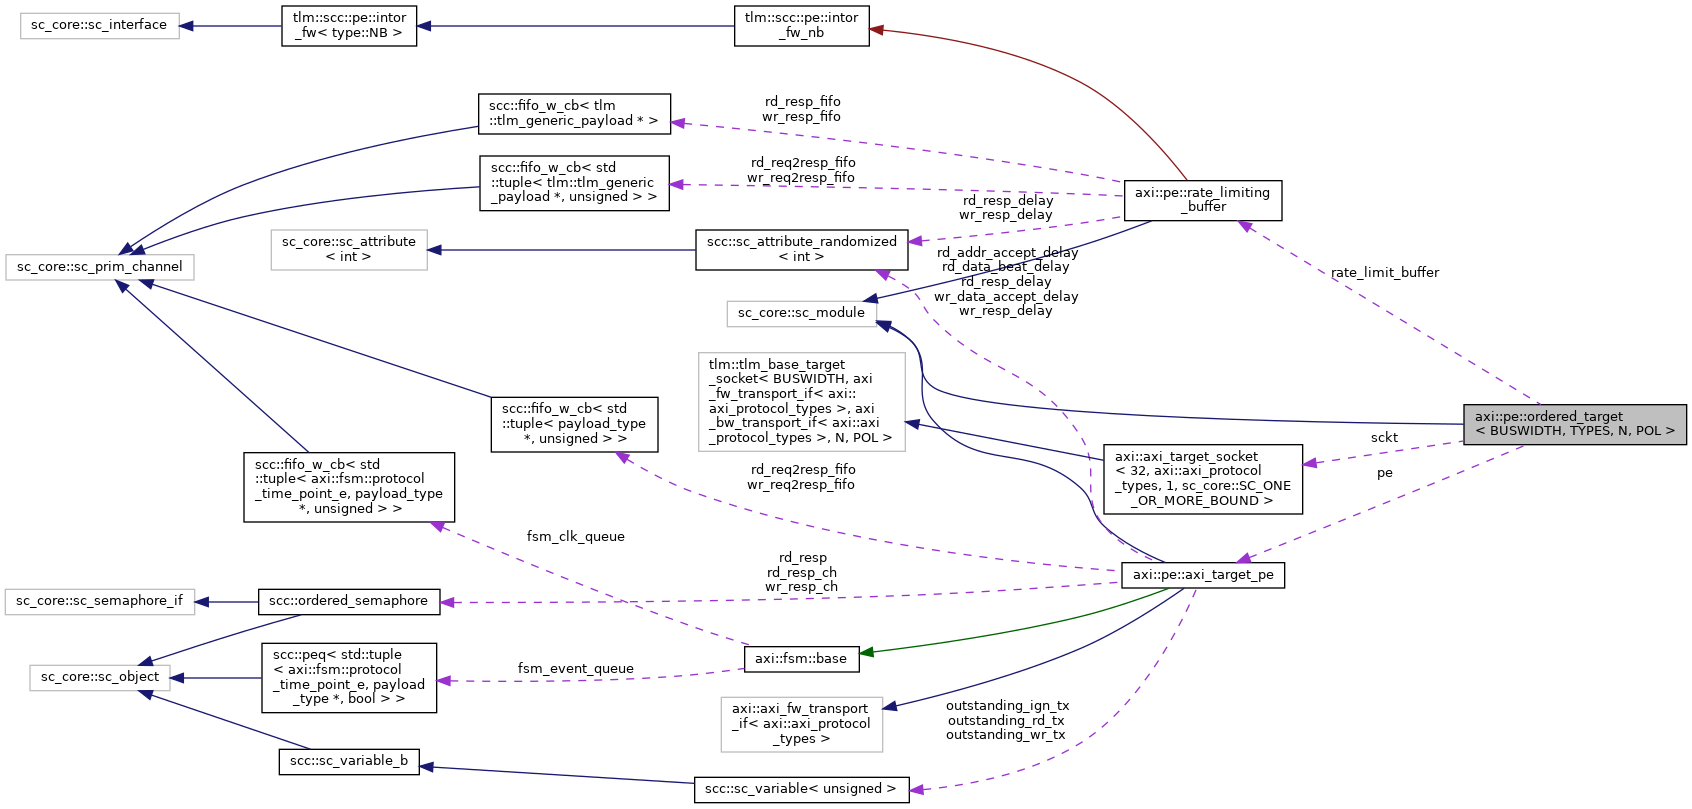 sc_core::sc_interface
tlm::scc::pe::intor
_fw< type::NB >
tlm::scc::pe::intor
_fw_nb
scc::fifo_w_cb< tlm
::tlm_generic_payload * >
rd_resp_fifo
wr_resp_fifo
scc::fifo_w_cb< std
::tuple< tlm::tlm_generic
_payload *, unsigned > >
rd_req2resp_fifo
wr_req2resp_fifo
axi::pe::rate_limiting
_buffer
rd_resp_delay
wr_resp_delay
sc_core::sc_attribute
< int >
scc::sc_attribute_randomized
< int >
sc_core::sc_prim_channel
rd_addr_accept_delay
rd_data_beat_delay
rd_resp_delay
wr_data_accept_delay
wr_resp_delay
rate_limit_buffer
sc_core::sc_module
tlm::tlm_base_target
_socket< BUSWIDTH, axi
_fw_transport_if< axi::
axi_protocol_types >, axi
_bw_transport_if< axi::axi
_protocol_types >, N, POL >
scc::fifo_w_cb< std
::tuple< payload_type
*, unsigned > >
axi::pe::ordered_target
< BUSWIDTH, TYPES, N, POL >
sckt
pe
axi::axi_target_socket
< 32, axi::axi_protocol
_types, 1, sc_core::SC_ONE
_OR_MORE_BOUND >
scc::fifo_w_cb< std
::tuple< axi::fsm::protocol
_time_point_e, payload_type
*, unsigned > >
rd_req2resp_fifo
wr_req2resp_fifo
fsm_clk_queue
rd_resp
rd_resp_ch
wr_resp_ch
axi::pe::axi_target_pe
sc_core::sc_semaphore_if
scc::ordered_semaphore
sc_core::sc_object
scc::peq< std::tuple
< axi::fsm::protocol
_time_point_e, payload
_type *, bool > >
fsm_event_queue
axi::fsm::base
axi::axi_fw_transport
_if< axi::axi_protocol
_types >
outstanding_ign_tx
outstanding_rd_tx
outstanding_wr_tx
scc::sc_variable_b
scc::sc_variable< unsigned >